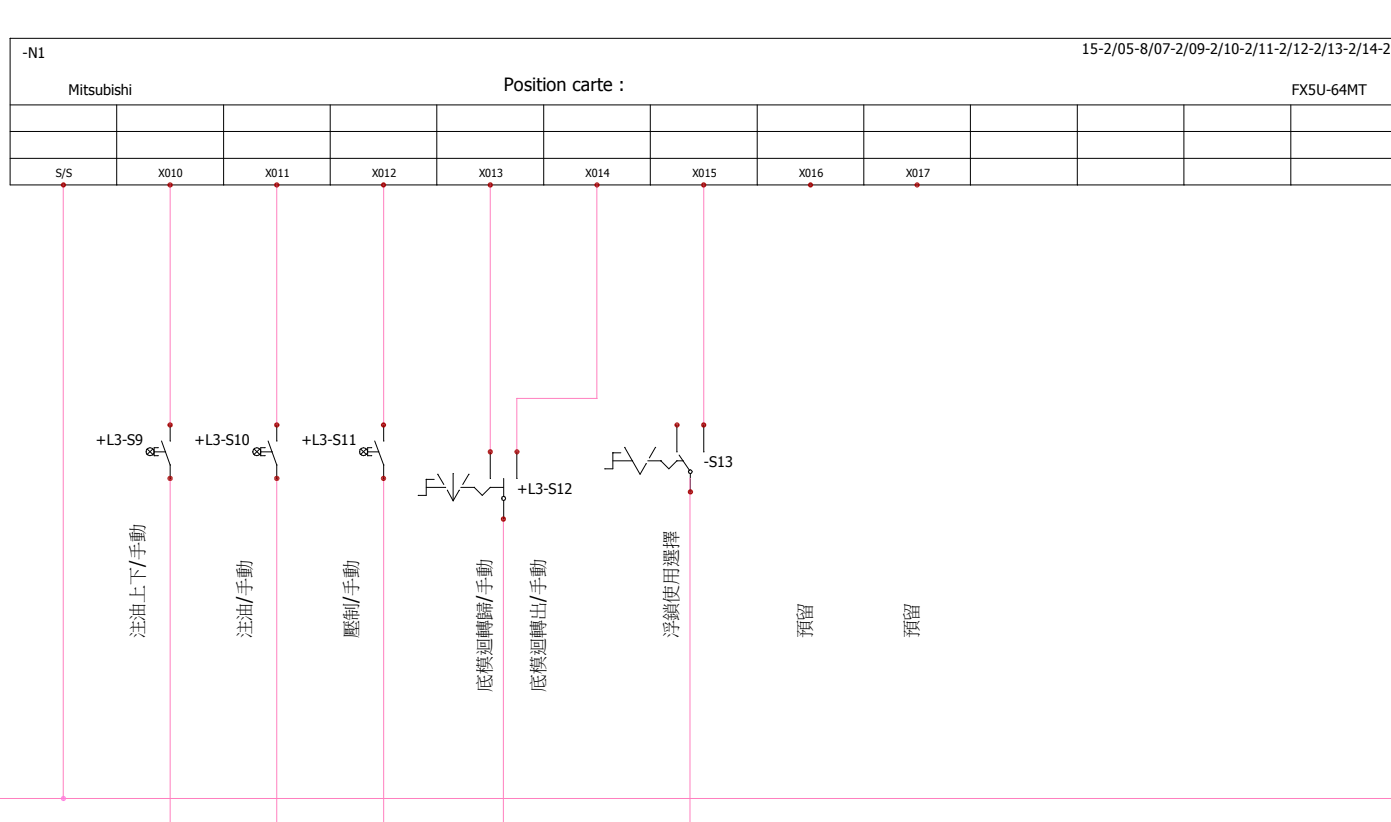 -N1
15-2/05-8/07-2/09-2/10-2/11-2/12-2/13-2/14-2
Mitsubishi
Position carte :
FX5U-64MT
S/S X010 X011 X012 X013 X014 X015 X016 X017
+L3-S9
+L3-S10
+L3-S11
+L3-S12
-S13
注油上下/手動
注油/手動
壓制/手動
底模迴轉歸/手動
底模迴轉出/手動
浮鎖使用選擇
預留
預留